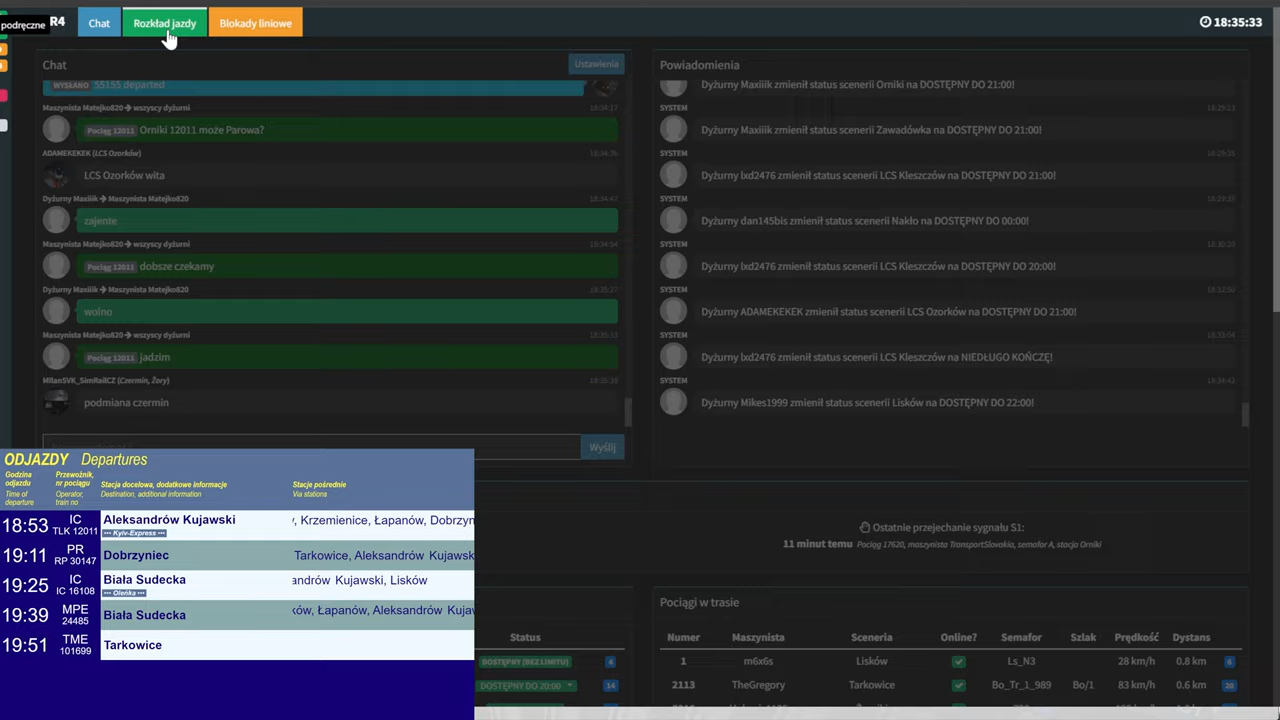 podręczne
R4
Chat
Rozkład jazdy
Blokady liniowe
18:35:33
Chat
Ustawienia
WYSŁANO 55155 departed
Maszynista Matejko820 → wszyscy dyżurni 18:34:17
Pociąg 12011 Orniki 12011 może Parowa?
ADAMEKEKEK (LCS Ozorków) 18:34:36
LCS Ozorków wita
Dyżurny Maxiiik → Maszynista Matejko820 18:34:47
zajente
Maszynista Matejko820 → wszyscy dyżurni 18:34:54
Pociąg 12011 dobsze czekamy
Dyżurny Maxiiik → Maszynista Matejko820 18:35:27
wolno
Maszynista Matejko820 → wszyscy dyżurni 18:35:33
Pociąg 12011 jadzim
MilanSVK_SimRailCZ (Czermin, Żory) 18:35:35
podmiana czermin
Wyślij
Powiadomienia
Dyżurny Maxiiik zmienił status scenerii Orniki na DOSTĘPNY DO 21:00!
SYSTEM 18:29:23
Dyżurny Maxiiik zmienił status scenerii Zawadówka na DOSTĘPNY DO 21:00!
SYSTEM 18:29:35
Dyżurny lxd2476 zmienił status scenerii LCS Kleszczów na DOSTĘPNY DO 21:00!
SYSTEM
Dyżurny dan145bis zmienił status scenerii Nakło na DOSTĘPNY DO 00:00!
SYSTEM 18:30:20
Dyżurny lxd2476 zmienił status scenerii LCS Kleszczów na DOSTĘPNY DO 20:00!
SYSTEM 18:32:50
Dyżurny ADAMEKEKEK zmienił status scenerii LCS Ozorków na DOSTĘPNY DO 21:00!
SYSTEM 18:33:04
Dyżurny lxd2476 zmienił status scenerii LCS Kleszczów na NIEDŁUGO KOŃCZĘ!
SYSTEM 18:34:42
Dyżurny Mikes1999 zmienił status scenerii Lisków na DOSTĘPNY DO 22:00!
ODJAZDY Departures
Godzina odjazdu Time of departure
Przewoźnik, nr pociągu Operator, train no
Stacja docelowa, dodatkowe informacje
Destination, additional information
Stacje pośrednie
Via stations
18:53 IC TLK 12011 Aleksandrów Kujawski ••• Kyiv-Express ••• , Krzemienice, Łapanów, Dobrzyn
19:11 PR RP 30147 Dobrzyniec Tarkowice, Aleksandrów Kujawsk
19:25 IC IC 16108 Biała Sudecka ••• Oleńka ••• andrów Kujawski, Lisków
19:39 MPE 24485 Biała Sudecka ków, Łapanów, Aleksandrów Kujaw
19:51 TME 101699 Tarkowice
Ostatnie przejechanie sygnału S1:
11 minut temu Pociąg 17620, maszynista TransportSlovakia, semafor A, stacja Orniki
Status
DOSTĘPNY (BEZ LIMITU) 4
DOSTĘPNY DO 20:00 14
Pociągi w trasie
Numer Maszynista Sceneria Online? Semafor Szlak Prędkość Dystans
1 m6x6s Lisków Ls_N3 28 km/h 0.8 km 6
2113 TheGregory Tarkowice Bo_Tr_1_989 Bo/1 83 km/h 0.6 km 20